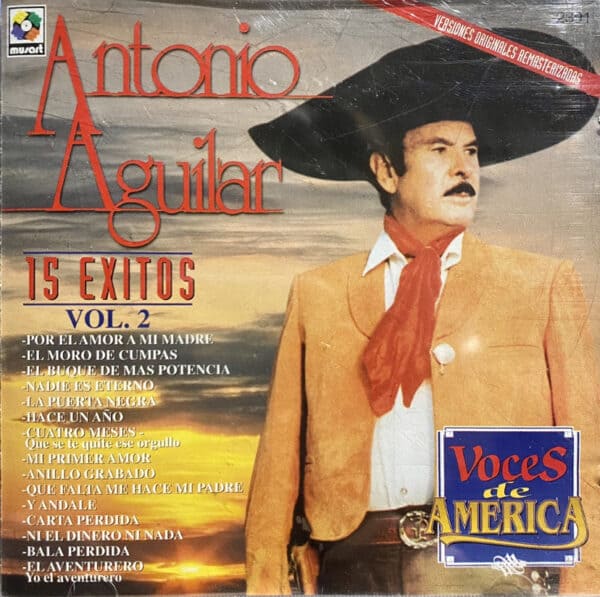 musart
2391
VERSIONES ORIGINALES REMASTERIZADAS
Antonio
Aguilar
15 EXITOS
VOL. 2
-POR EL AMOR A MI MADRE
-EL MORO DE CUMPAS
-EL BUQUE DE MAS POTENCIA
-NADIE ES ETERNO
-LA PUERTA NEGRA
-HACE UN AÑO
-CUATRO MESES -
Que se te quite ese orgullo
-MI PRIMER AMOR
-ANILLO GRABADO
-QUE FALTA ME HACE MI PADRE
-Y ANDALE
-CARTA PERDIDA
-NI EL DINERO NI NADA
-BALA PERDIDA
-EL AVENTURERO
Yo el aventurero
Voces
de
AMERICA